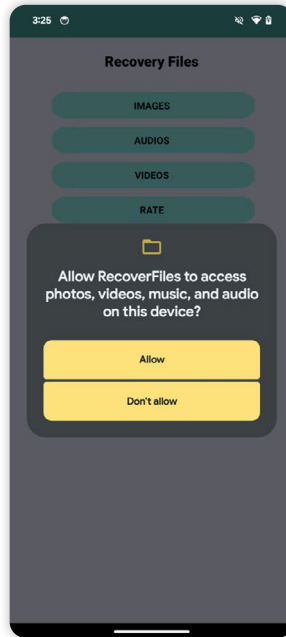 3:25
Recovery Files
IMAGES
AUDIOS
VIDEOS
RATE
Allow RecoverFiles to access
photos, videos, music, and audio
on this device?
Allow
Don't allow